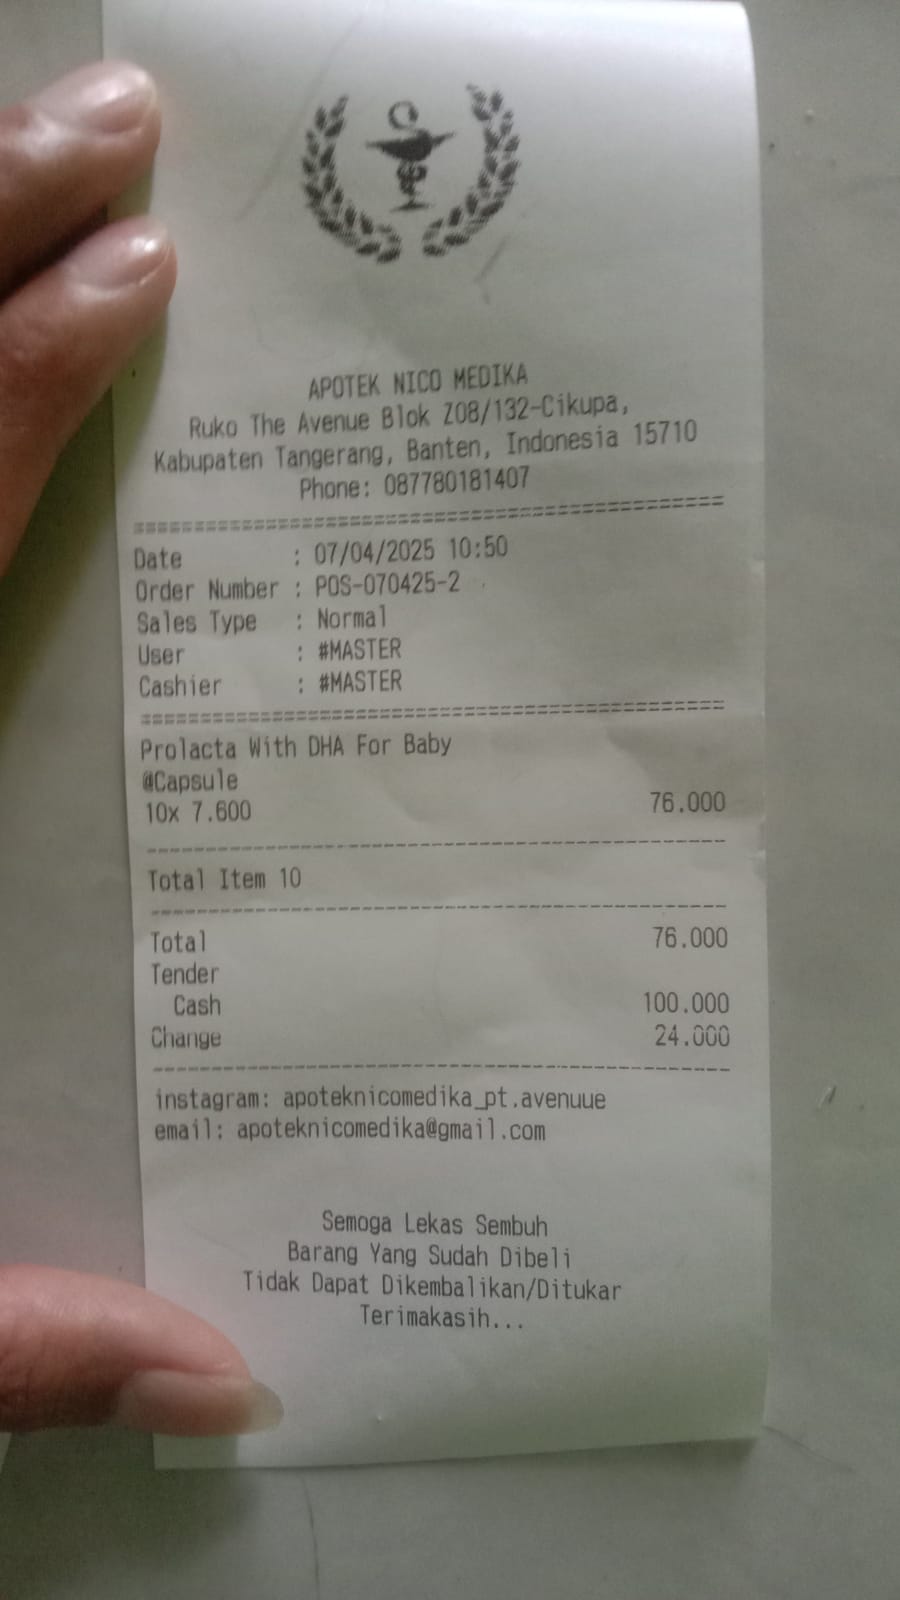 APOTEK NICO MEDIKA
Ruko The Avenue Blok Z08/132-Cikupa,
Kabupaten Tangerang, Banten, Indonesia 15710
Phone: 087780181407
================================================
Date : 07/04/2025 10:50
Order Number : POS-070425-2
Sales Type : Normal
User : #MASTER
Cashier : #MASTER
================================================
Prolacta With DHA For Baby
@Capsule
10x 7.600 76.000
------------------------------------------------
Total Item 10
------------------------------------------------
Total 76.000
Tender
Cash 100.000
Change 24.000
------------------------------------------------
instagram: apoteknicomedika_pt.avenuue
email: apoteknicomedika@gmail.com
Semoga Lekas Sembuh
Barang Yang Sudah Dibeli
Tidak Dapat Dikembalikan/Ditukar
Terimakasih...